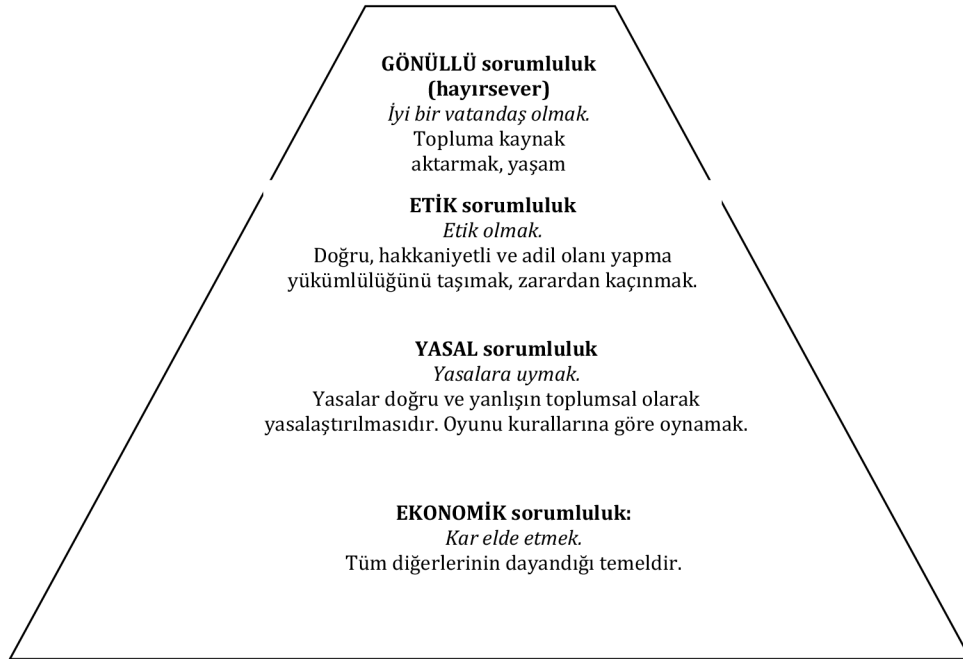 GÖNÜLLÜ sorumluluk
(hayırsever)
İyi bir vatandaş olmak.
Topluma kaynak
aktarmak, yaşam
ETİK sorumluluk
Etik olmak.
Doğru, hakkaniyetli ve adil olanı yapma
yükümlülüğünü taşımak, zarardan kaçınmak.
YASAL sorumluluk
Yasalara uymak.
Yasalar doğru ve yanlışın toplumsal olarak
yasalaştırılmasıdır. Oyunu kurallarına göre oynamak.
EKONOMİK sorumluluk:
Kar elde etmek.
Tüm diğerlerinin dayandığı temeldir.